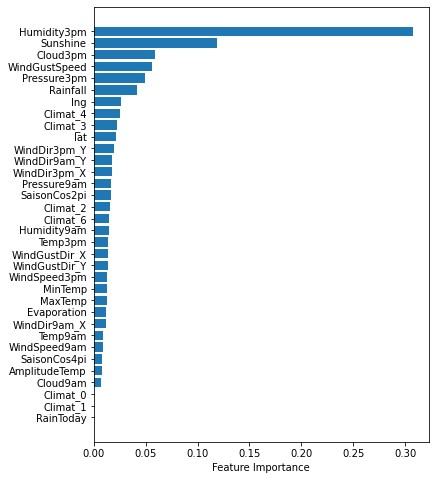 Humidity3pm
Sunshine
Cloud3pm
WindGustSpeed
Pressure3pm
Rainfall
lng
Climat_4
Climat_3
lat
WindDir3pm_Y
WindDir9am_Y
WindDir3pm_X
Pressure9am
SaisonCos2pi
Climat_2
Climat_6
Humidity9am
Temp3pm
WindGustDir_X
WindGustDir_Y
WindSpeed3pm
MinTemp
MaxTemp
Evaporation
WindDir9am_X
Temp9am
WindSpeed9am
SaisonCos4pi
AmplitudeTemp
Cloud9am
Climat_0
Climat_1
RainToday
0.00 0.05 0.10 0.15 0.20 0.25 0.30
Feature Importance